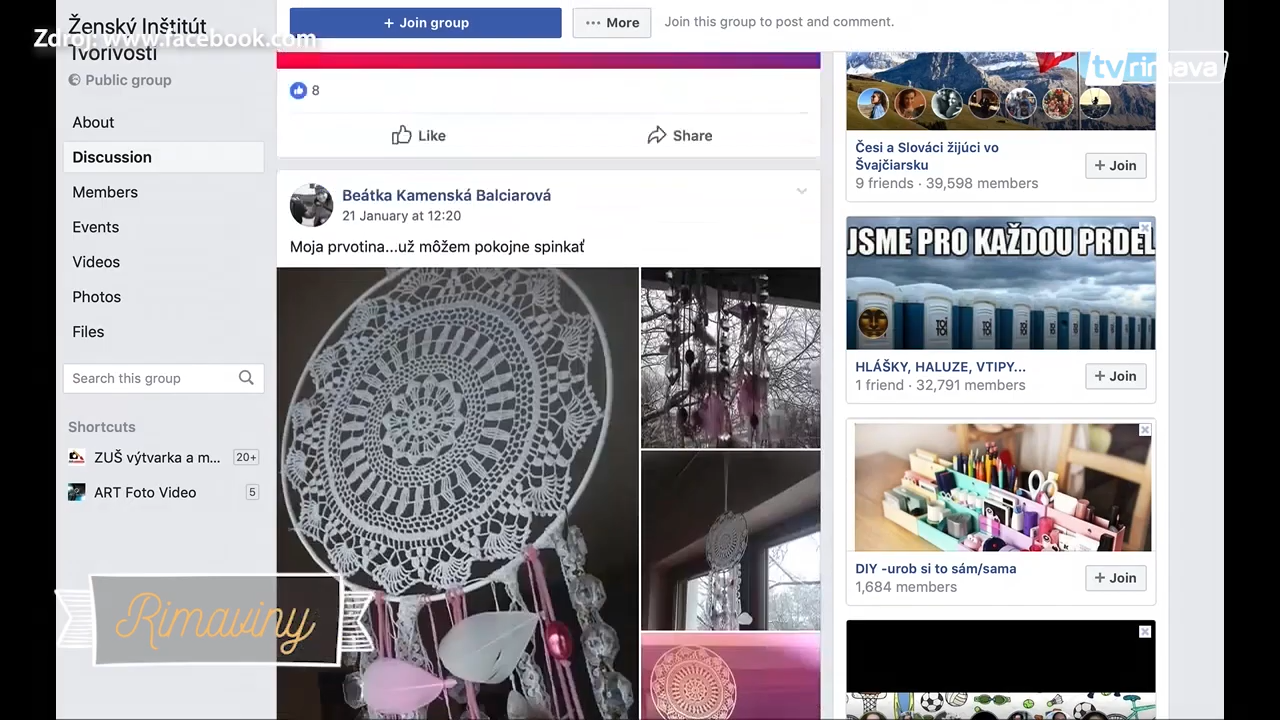 Ženský Inštitút
Tvorivosti
Zdroj: www.facebook.com
Public group
About
Discussion
Members
Events
Videos
Photos
Files
Search this group
Shortcuts
ZUŠ výtvarka a m... 20+
ART Foto Video 5
Rimaviny
+ Join group
••• More
Join this group to post and comment.
8
Like
Share
Beátka Kamenská Balciarová
21 January at 12:20
Moja prvotina...už môžem pokojne spinkať
tvrimava
Česi a Slováci žijúci vo
Švajčiarsku
9 friends · 39,598 members
+ Join
JSME PRO KAŽDOU PRDEL
HLÁŠKY, HALUZE, VTIPY...
1 friend · 32,791 members
+ Join
DIY -urob si to sám/sama
1,684 members
+ Join